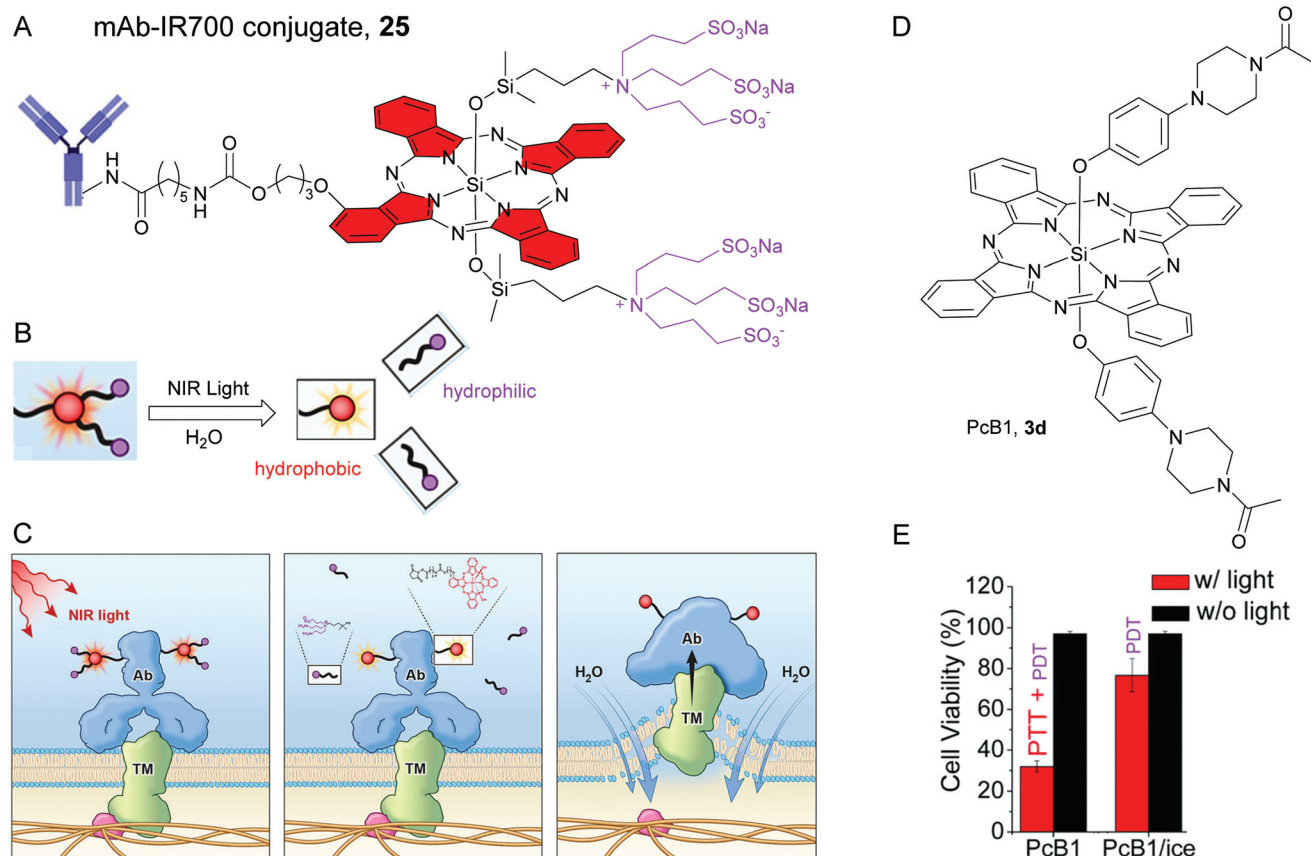 A
mAb-IR700 conjugate, 25
SO3Na
SO3Na
SO3-
N
+
Si
O
H
N
O
( )5
N
H
O
O
( )3
O
N
N
N
N
Si
N
N
N
N
O
Si
N
+
SO3Na
SO3Na
SO3-
B
NIR Light
H2O
hydrophilic
hydrophobic
C
NIR light
Ab
TM
Ab
TM
Ab
TM
H2O
H2O
D
O
N
N
O
N
N
N
N
Si
N
N
N
N
O
N
N
O
PcB1, 3d
E
Cell Viability (%)
120
100
80
60
40
20
0
w/ light
w/o light
PTT + PDT
PDT
PcB1
PcB1/ice